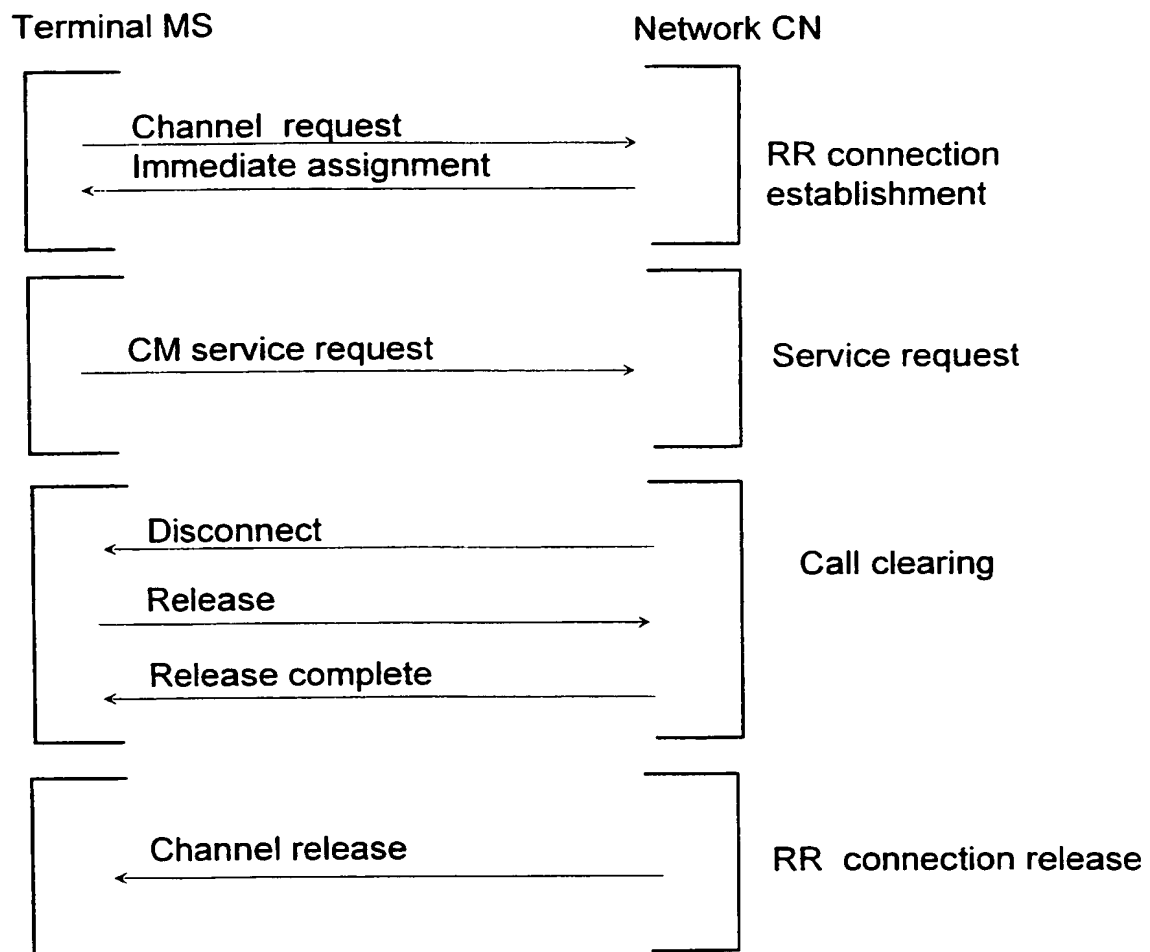 Terminal MS
Network CN
Channel request
Immediate assignment
RR connection
establishment
CM service request
Service request
Disconnect
Call clearing
Release
Release complete
Channel release
RR connection release